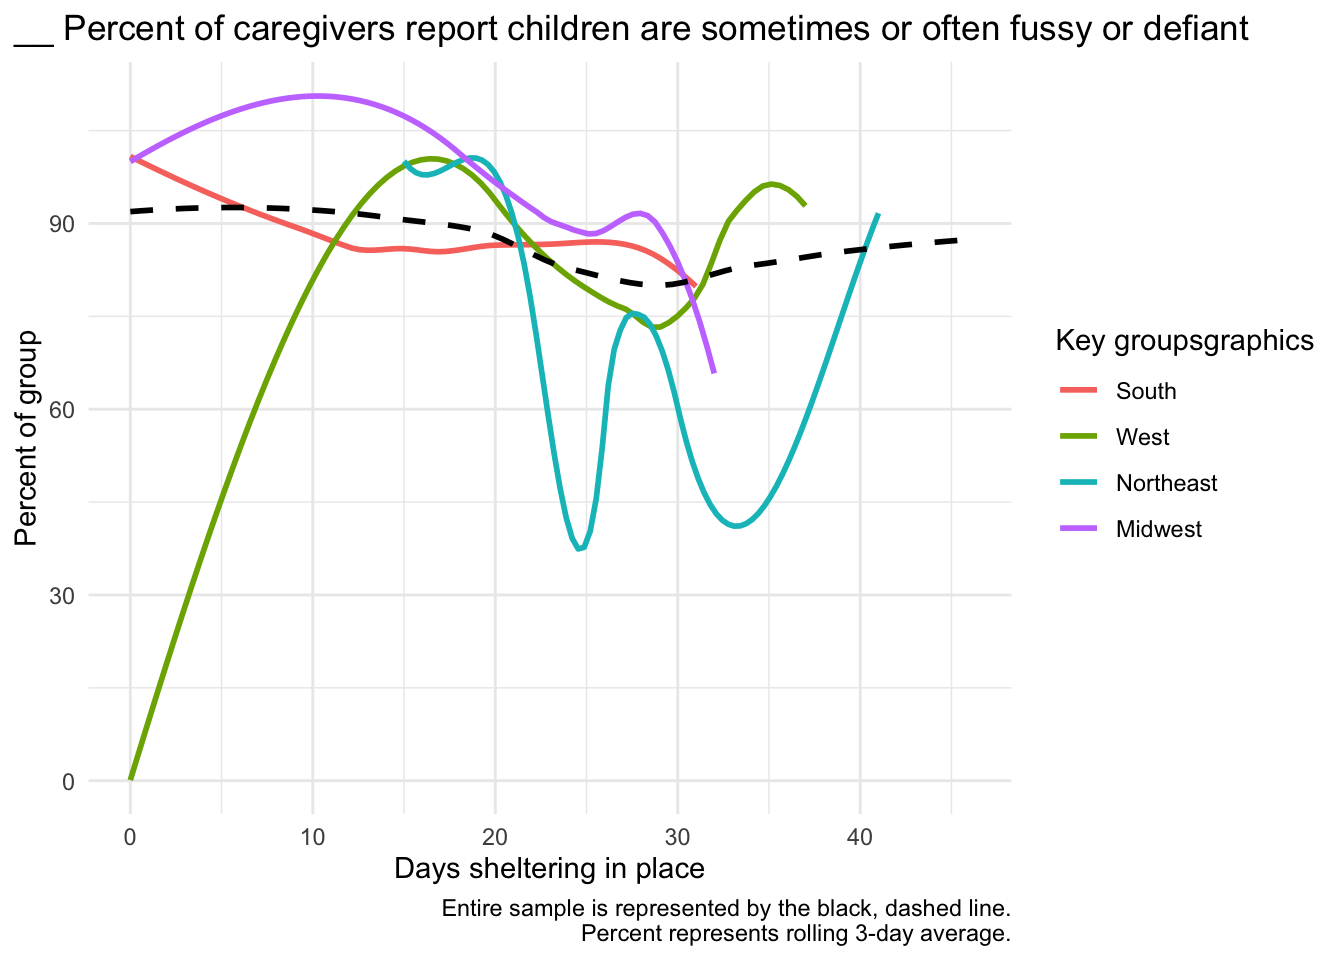 __ Percent of caregivers report children are sometimes or often fussy or defiant
Percent of group
90
60
30
0
0 10 20 30 40
Days sheltering in place
Key groupsgraphics
South
West
Northeast
Midwest
Entire sample is represented by the black, dashed line.
Percent represents rolling 3-day average.